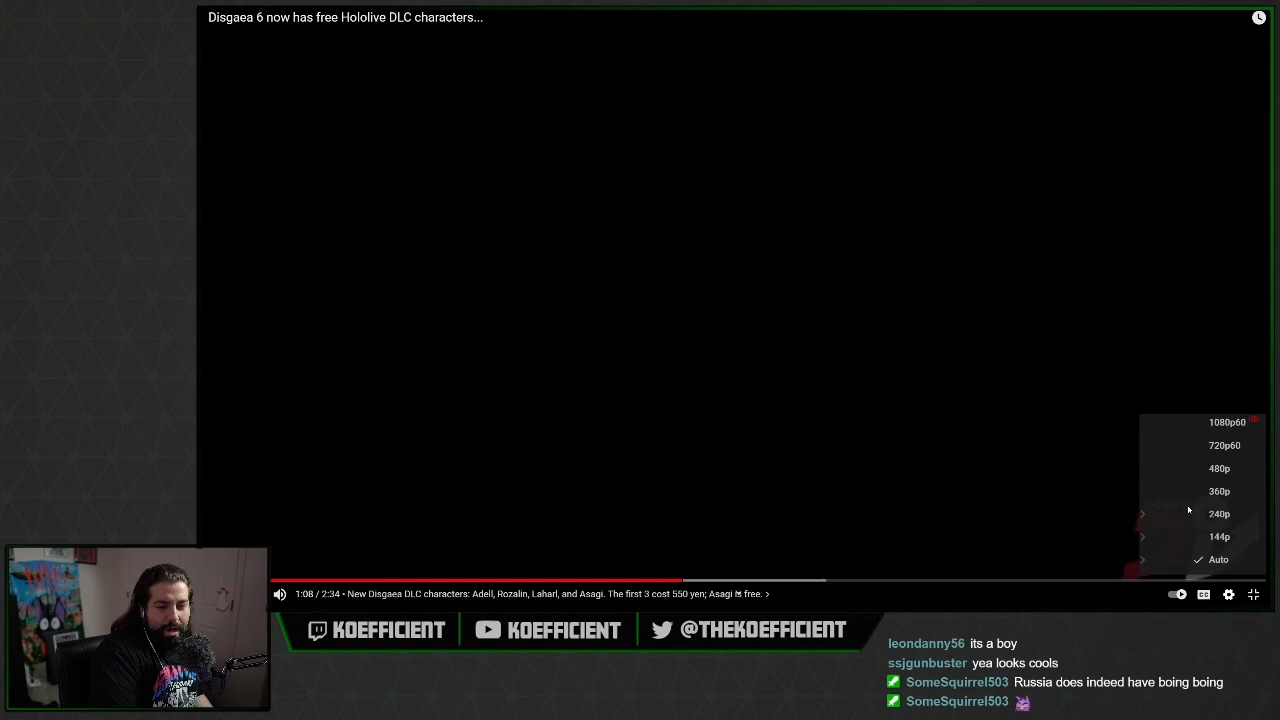 Disgaea 6 now has free Hololive DLC characters...
1080p60 HD
720p60
480p
360p
240p
144p
Auto
1:08 / 2:34 • New Disgaea DLC characters: Adell, Rozalin, Laharl, and Asagi. The first 3 cost 550 yen; Asagi is free.
CC
KOEFFICIENT
KOEFFICIENT
@THEKOEFFICIENT
leondanny56 its a boy
ssjgunbuster yea looks cools
SomeSquirrel503 Russia does indeed have boing boing
SomeSquirrel503